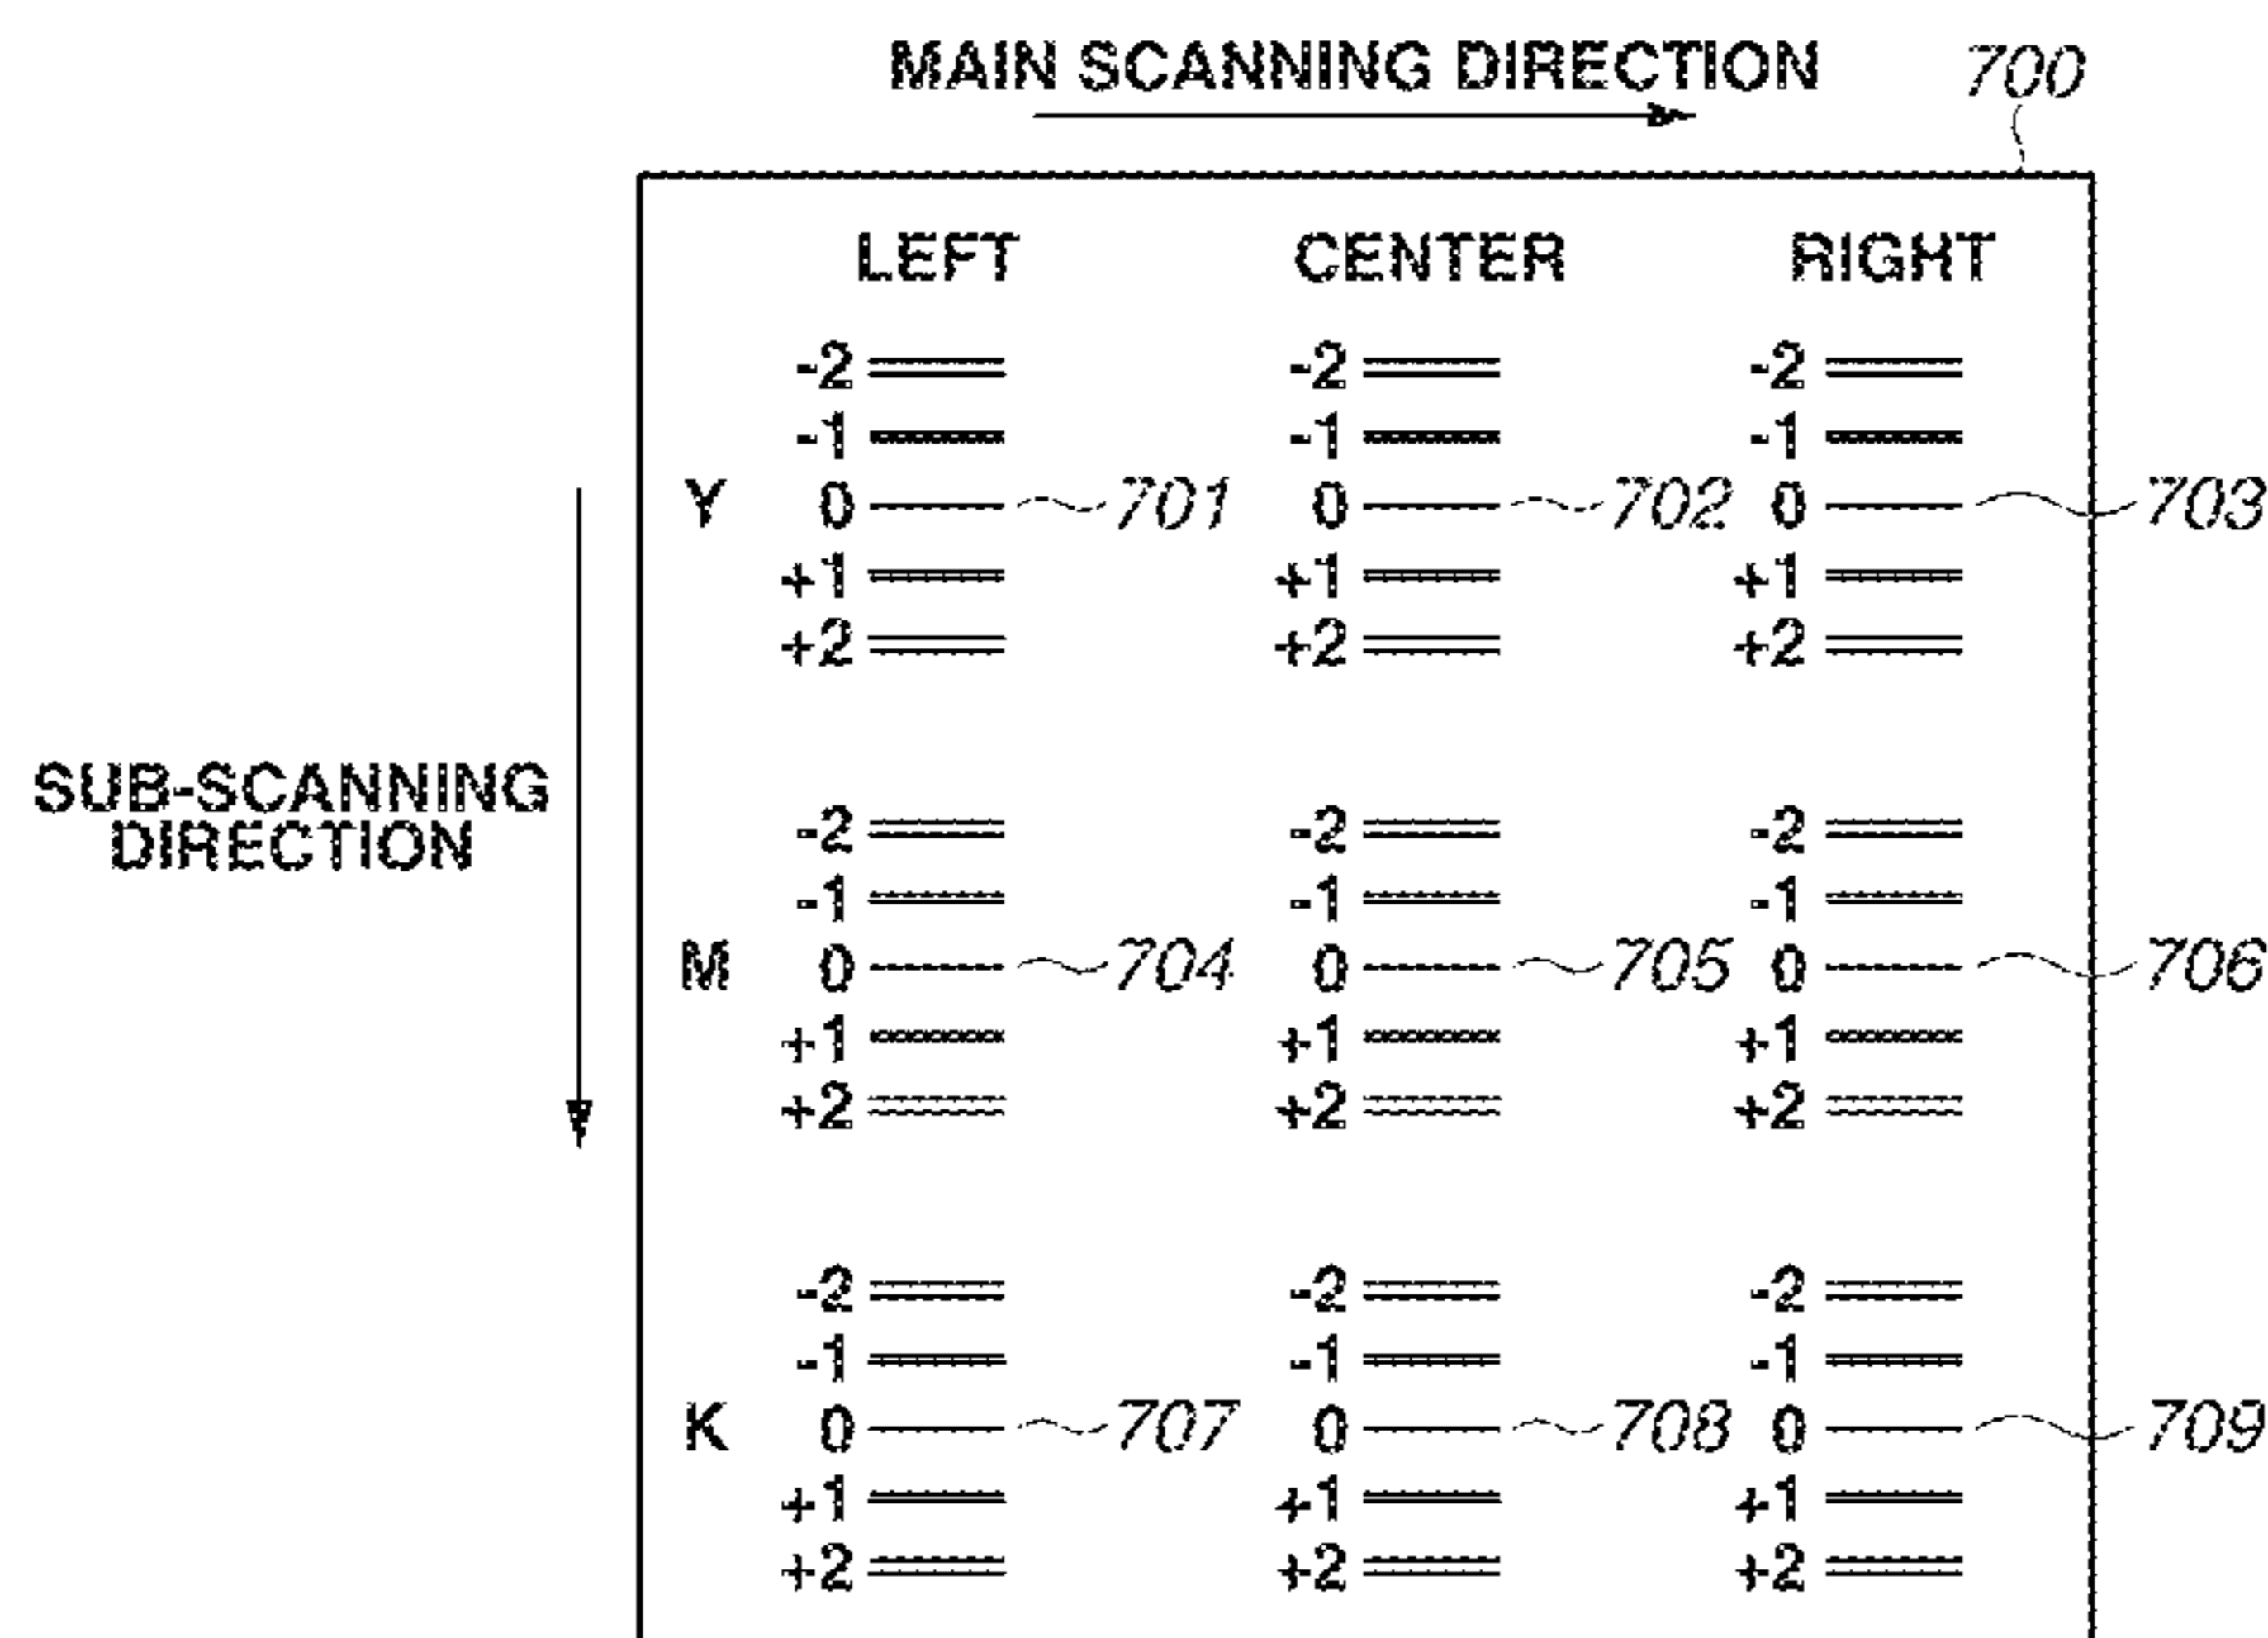 MAIN SCANNING DIRECTION 700
LEFT CENTER RIGHT
-2 -2 -2
-1 -1 -1
Y 0 701 0 702 0 703
+1 +1 +1
+2 +2 +2
SUB-SCANNING
DIRECTION
-2 -2 -2
-1 -1 -1
M 0 704 0 705 0 706
+1 +1 +1
+2 +2 +2
-2 -2 -2
-1 -1 -1
K 0 707 0 708 0 709
+1 +1 +1
+2 +2 +2